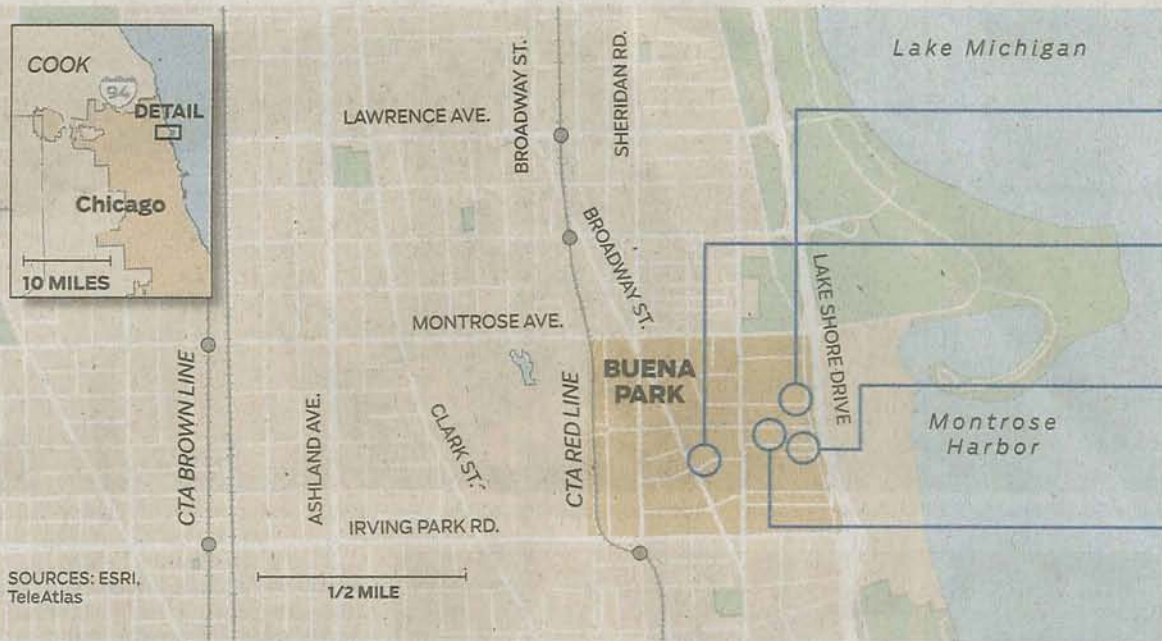 COOK
94
DETAIL
Chicago
10 MILES
LAWRENCE AVE.
BROADWAY ST.
SHERIDAN RD.
Lake Michigan
BROADWAY ST.
LAKE SHORE DRIVE
MONTROSE AVE.
BUENA
PARK
CTA BROWN LINE
ASHLAND AVE.
CLARK ST.
CTA RED LINE
Montrose
Harbor
IRVING PARK RD.
SOURCES: ESRI,
TeleAtlas
1/2 MILE